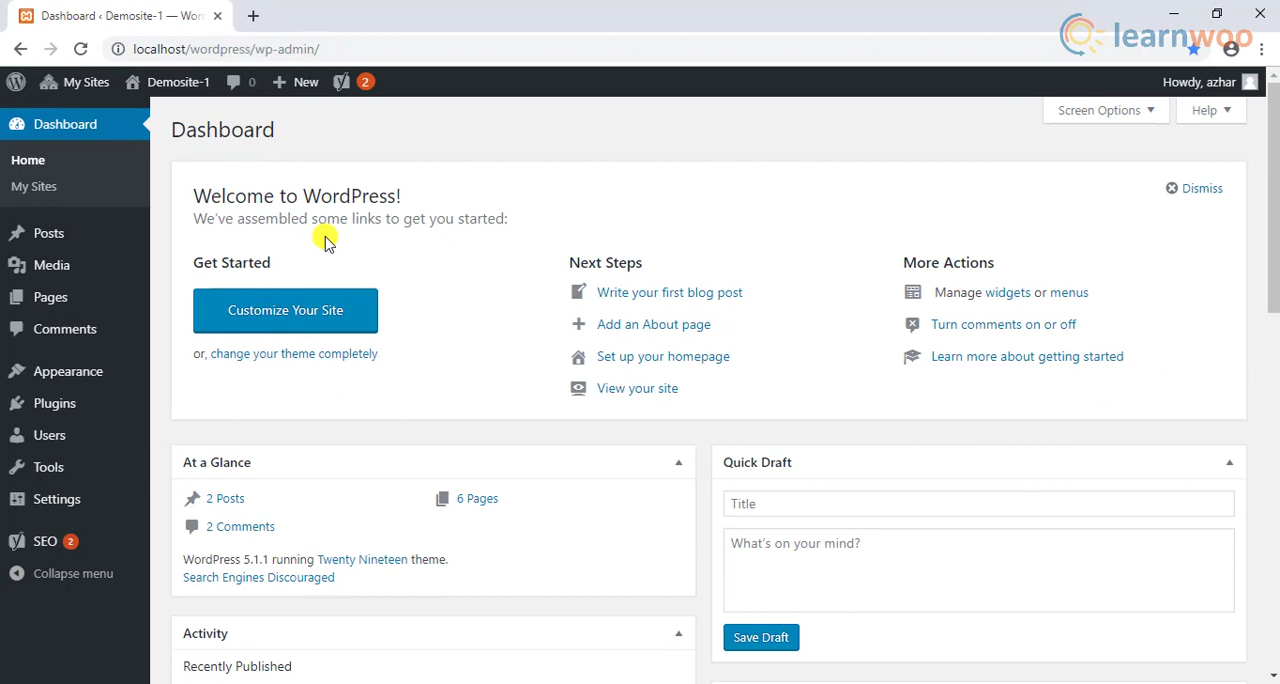 Dashboard ‹ Demosite-1 — Wor
localhost/wordpress/wp-admin/
learnwoo
My Sites
Demosite-1
0
New
2
Howdy, azhar
Dashboard
Home
My Sites
Posts
Media
Pages
Comments
Appearance
Plugins
Users
Tools
Settings
SEO 2
Collapse menu
Screen Options
Help
Dashboard
Welcome to WordPress!
We've assembled some links to get you started:
Dismiss
Get Started
Customize Your Site
or, change your theme completely
Next Steps
Write your first blog post
Add an About page
Set up your homepage
View your site
More Actions
Manage widgets or menus
Turn comments on or off
Learn more about getting started
At a Glance
2 Posts
6 Pages
2 Comments
WordPress 5.1.1 running Twenty Nineteen theme.
Search Engines Discouraged
Activity
Recently Published
Quick Draft
Title
What's on your mind?
Save Draft